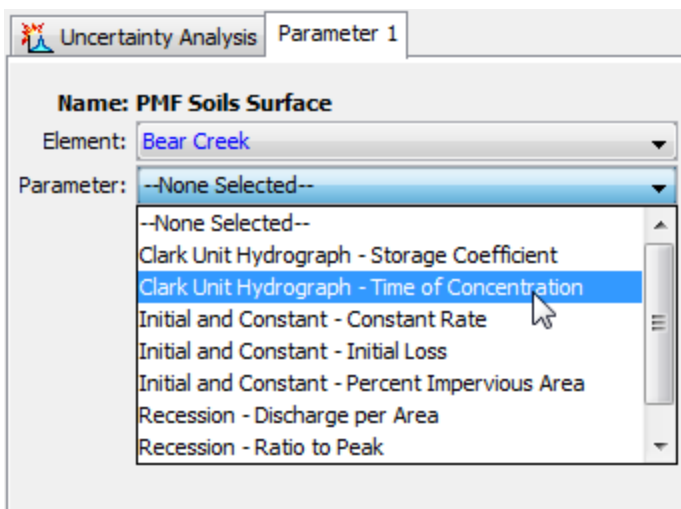 Uncertainty Analysis Parameter 1
Name: PMF Soils Surface
Element: Bear Creek
Parameter: --None Selected--
--None Selected--
Clark Unit Hydrograph - Storage Coefficient
Clark Unit Hydrograph - Time of Concentration
Initial and Constant - Constant Rate
Initial and Constant - Initial Loss
Initial and Constant - Percent Impervious Area
Recession - Discharge per Area
Recession - Ratio to Peak